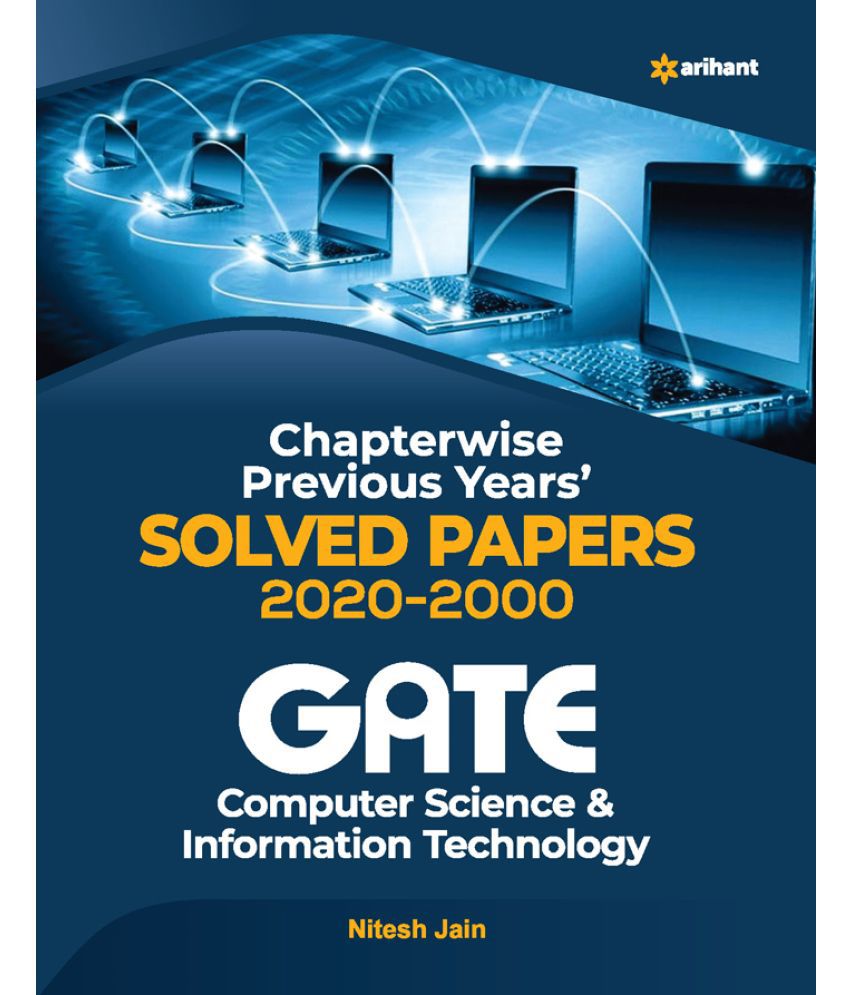 arihant
Chapterwise
Previous Years’
SOLVED PAPERS
2020-2000
GATE
Computer Science &
Information Technology
Nitesh Jain